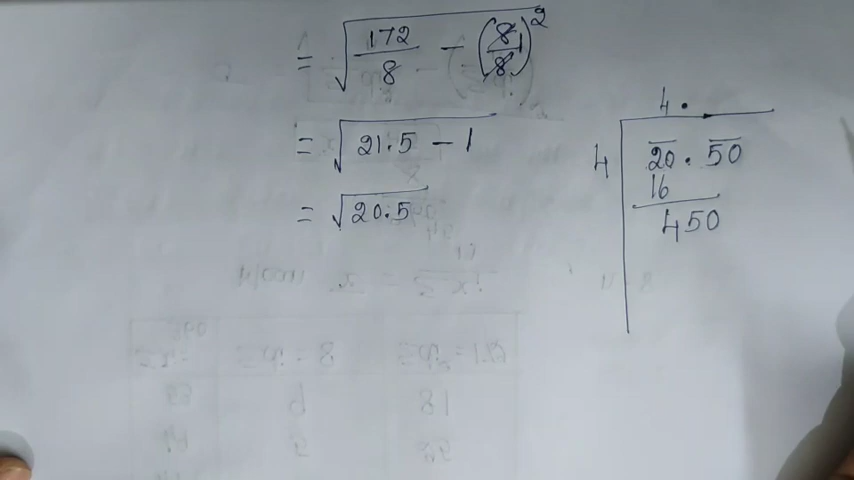 = √(172/8 - (8/8)²
= √21.5 - 1
= √20.5
4.
4 20.50
16
450